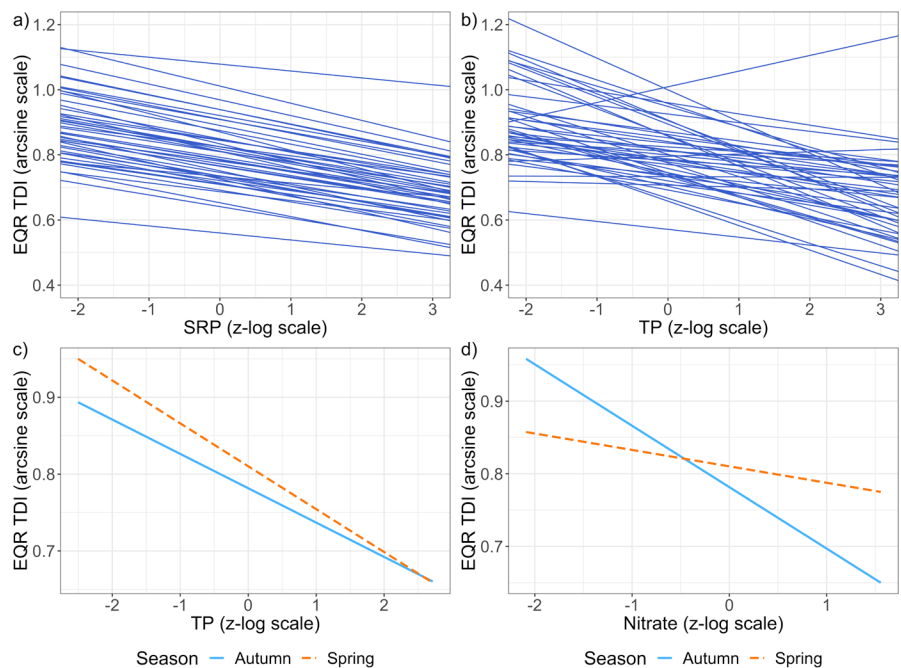 a)
1.2
1.0
0.8
0.6
0.4
EQR TDI (arcsine scale)
-2 -1 0 1 2 3
SRP (z-log scale)
b)
1.2
1.0
0.8
0.6
0.4
EQR TDI (arcsine scale)
-2 -1 0 1 2 3
TP (z-log scale)
c)
0.9
0.8
0.7
EQR TDI (arcsine scale)
-2 -1 0 1 2
TP (z-log scale)
Season Autumn Spring
d)
0.9
0.8
0.7
EQR TDI (arcsine scale)
-2 -1 0 1
Nitrate (z-log scale)
Season Autumn Spring